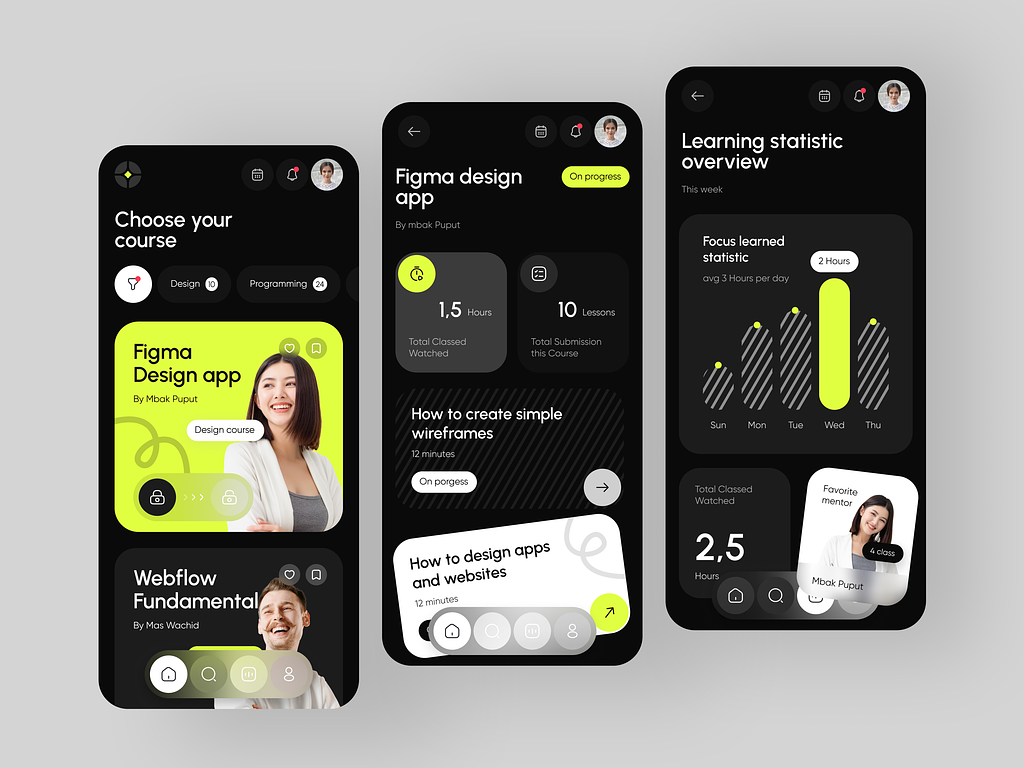 Choose your
course
Design 10
Programming 24
Figma
Design app
By Mbak Puput
Design course
Webflow
Fundamental
By Mas Wachid
Figma design
app
On progress
By mbak Puput
1,5 Hours
Total Classed
Watched
10 Lessons
Total Submission
this Course
How to create simple
wireframes
12 minutes
On porgess
How to design apps
and websites
12 minutes
Learning statistic
overview
This week
Focus learned
statistic
avg 3 Hours per day
2 Hours
Sun Mon Tue Wed Thu
Total Classed
Watched
2,5
Hours
Favorite
mentor
4 class
Mbak Puput